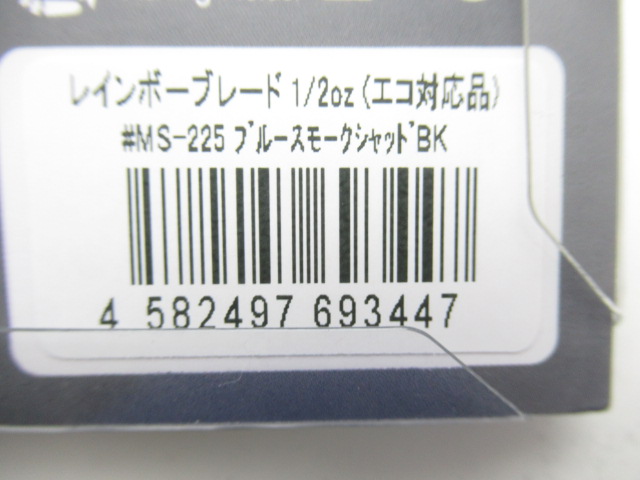 レインボーブレード 1/2oz(エコ対応品)
#MS-225 ブルースモークシャッドBK
4 582497 693447